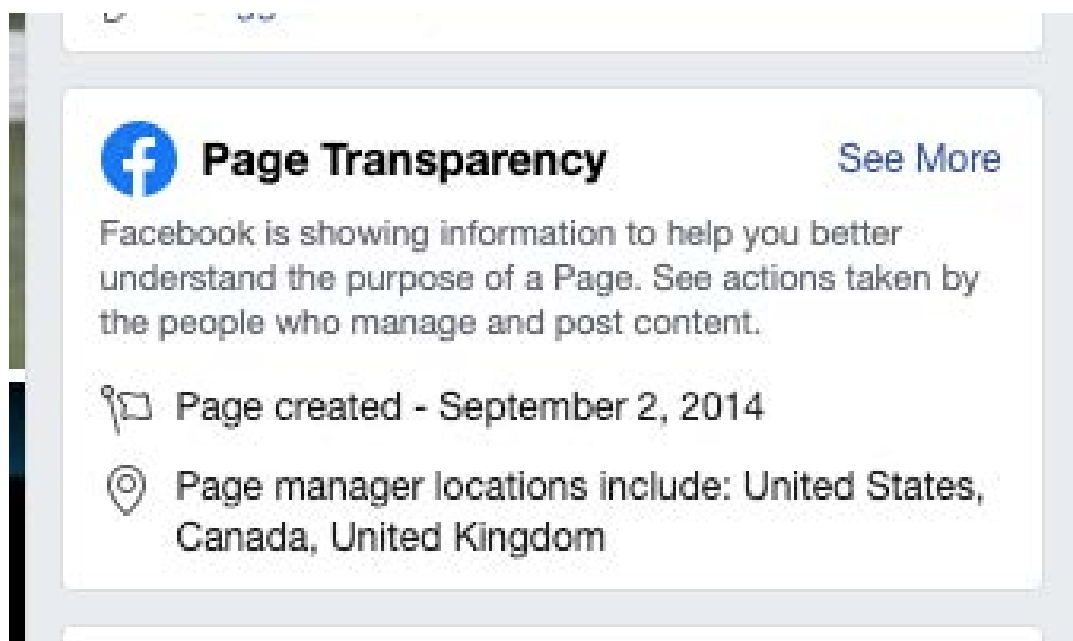 Page Transparency See More
Facebook is showing information to help you better
understand the purpose of a Page. See actions taken by
the people who manage and post content.
Page created - September 2, 2014
Page manager locations include: United States,
Canada, United Kingdom